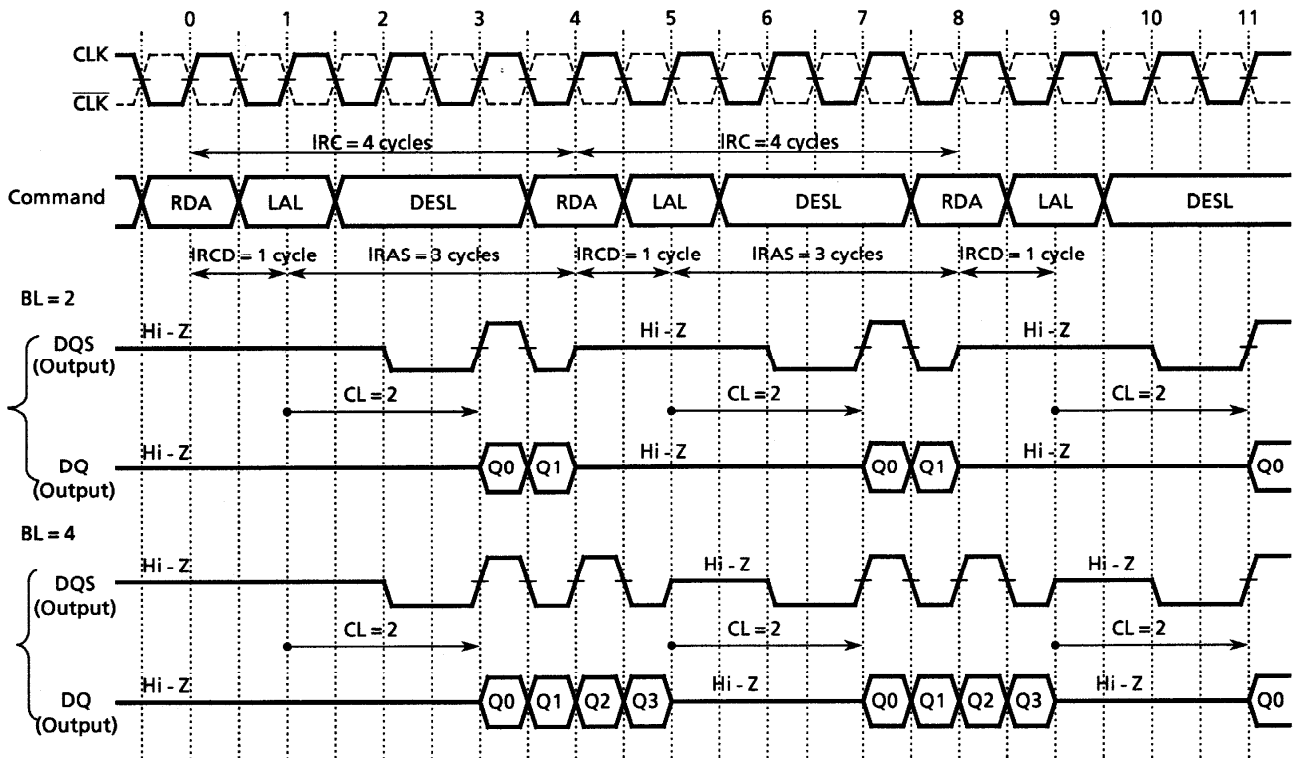 0 1 2 3 4 5 6 7 8 9 10 11
CLK
CLK
IRC = 4 cycles IRC = 4 cycles
Command RDA LAL DESL RDA LAL DESL RDA LAL DESL
IRCD = 1 cycle IRAS = 3 cycles IRCD = 1 cycle IRAS = 3 cycles IRCD = 1 cycle
BL = 2
Hi - Z Hi - Z Hi - Z
DQS
(Output)
CL = 2 CL = 2 CL = 2
Hi - Z Hi - Z Hi - Z
DQ Q0 Q1 Q0 Q1 Q0
(Output)
BL = 4
Hi - Z Hi - Z Hi - Z
DQS
(Output)
CL = 2 CL = 2 CL = 2
Hi - Z Hi - Z Hi - Z
DQ Q0 Q1 Q2 Q3 Q0 Q1 Q2 Q3 Q0
(Output)